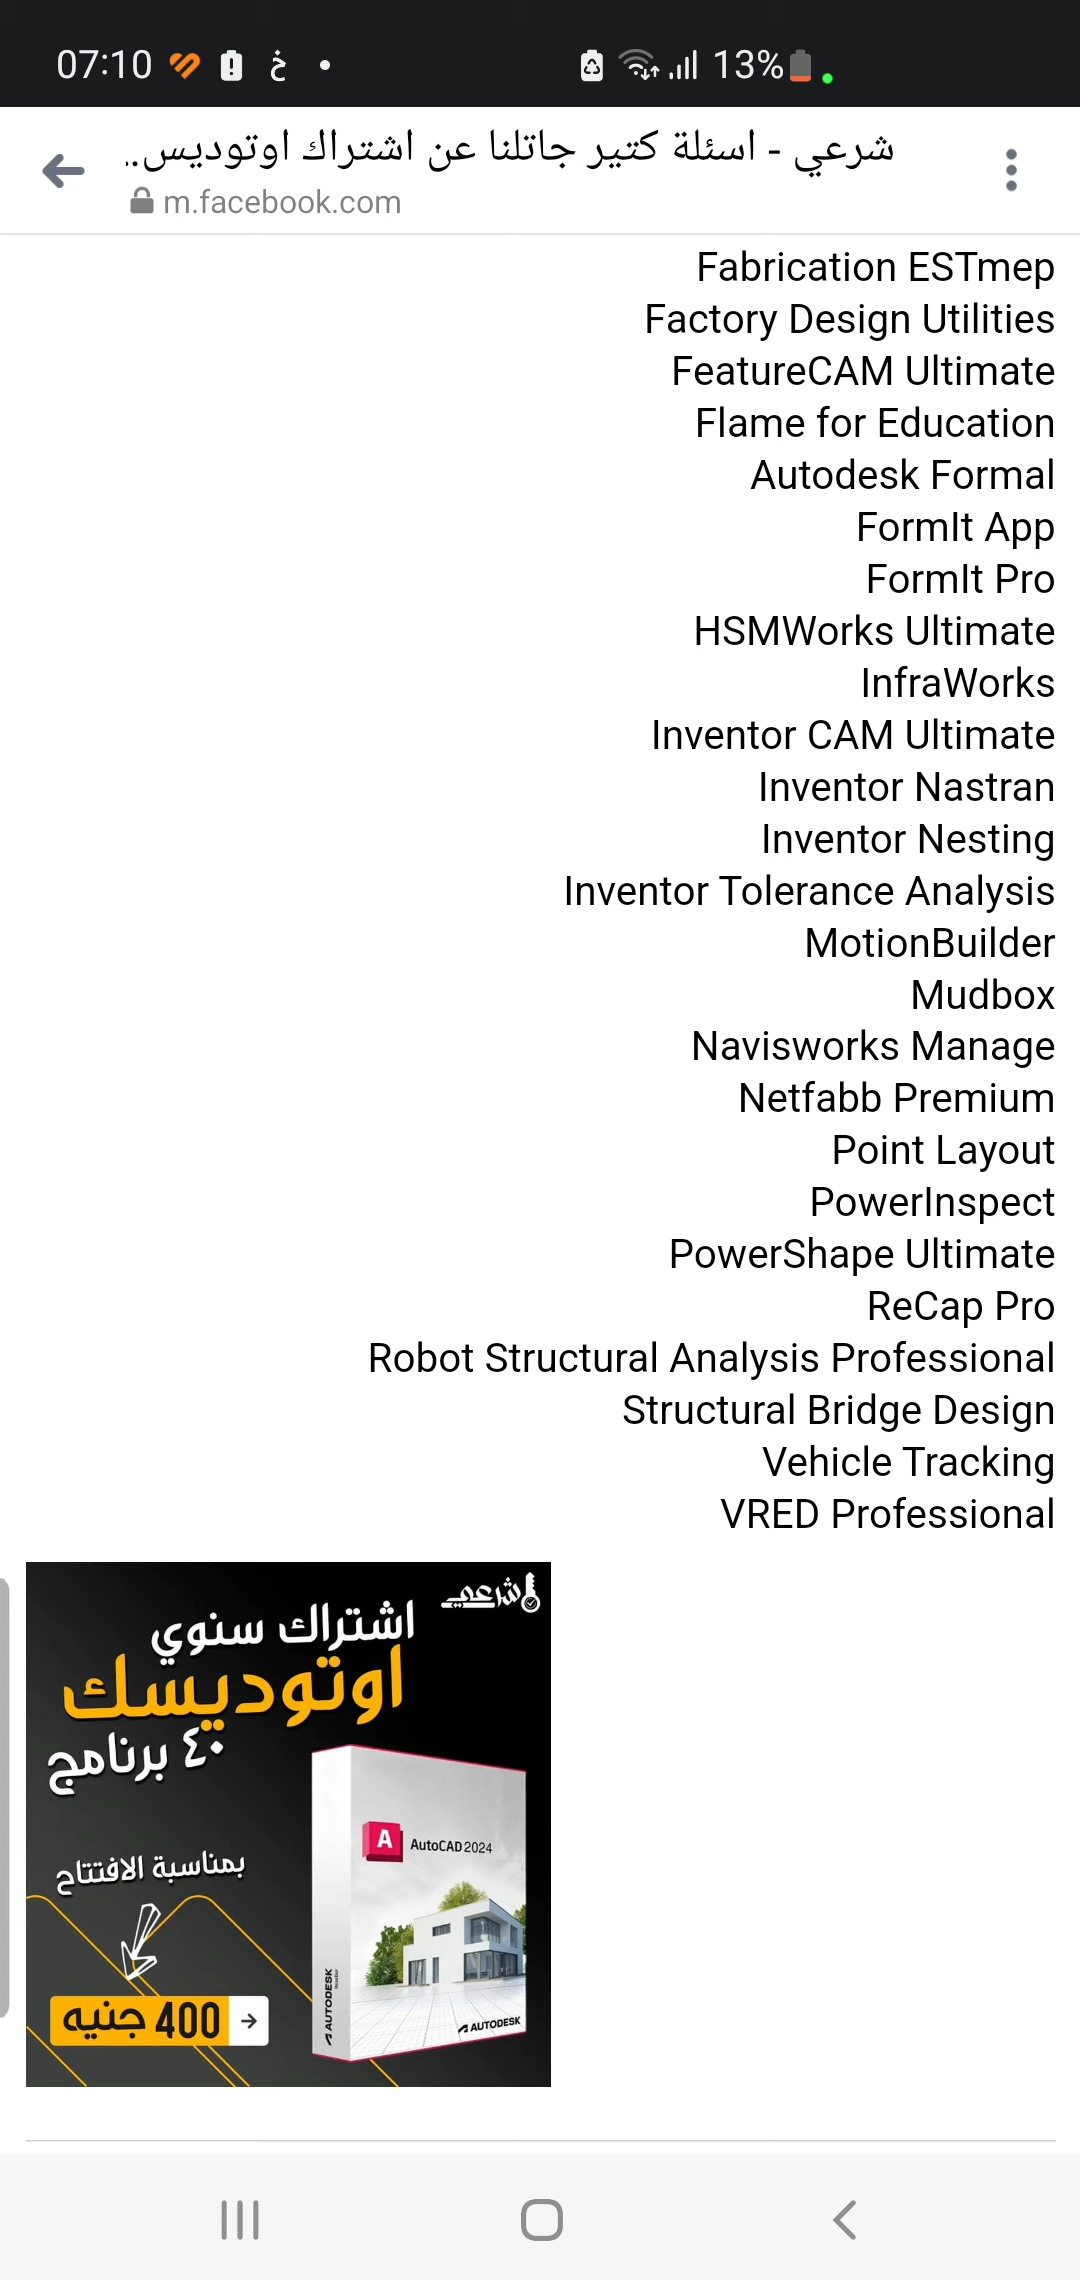 07:10
خ
13%
شرعي - اسئلة كتير جاتلنا عن اشتراك اوتوديس..
m.facebook.com
Fabrication ESTmep
Factory Design Utilities
FeatureCAM Ultimate
Flame for Education
Autodesk Formal
FormIt App
FormIt Pro
HSMWorks Ultimate
InfraWorks
Inventor CAM Ultimate
Inventor Nastran
Inventor Nesting
Inventor Tolerance Analysis
MotionBuilder
Mudbox
Navisworks Manage
Netfabb Premium
Point Layout
PowerInspect
PowerShape Ultimate
ReCap Pro
Robot Structural Analysis Professional
Structural Bridge Design
Vehicle Tracking
VRED Professional
شرعي
اشتراك سنوي
اوتوديسك
٤٠ برنامج
بمناسبة الافتتاح
400 جنيه
A AutoCAD 2024
AUTODESK
AUTODESK